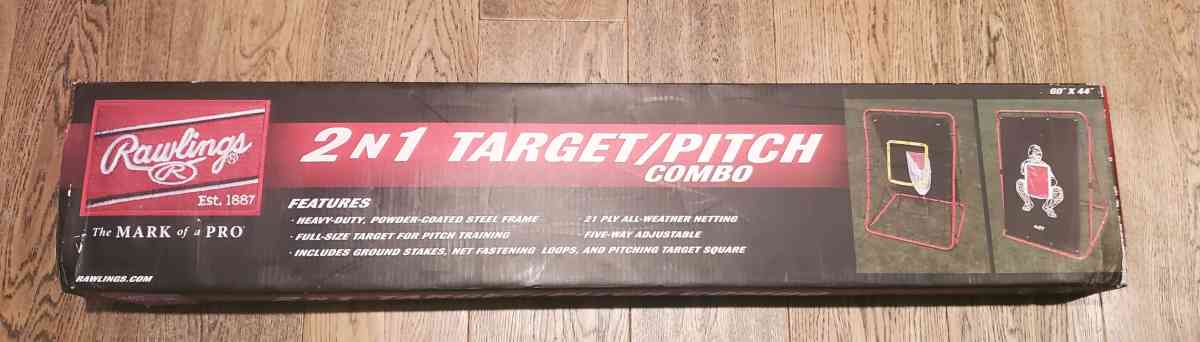 60" X 44"
Rawlings®
R
Est. 1887
The MARK of a PRO
RAWLINGS.COM
2 N 1 TARGET/PITCH
COMBO
FEATURES
· HEAVY-DUTY, POWDER-COATED STEEL FRAME
· 21 PLY ALL-WEATHER NETTING
· FULL-SIZE TARGET FOR PITCH TRAINING
· FIVE-WAY ADJUSTABLE
· INCLUDES GROUND STAKES, NET FASTENING LOOPS, AND PITCHING TARGET SQUARE